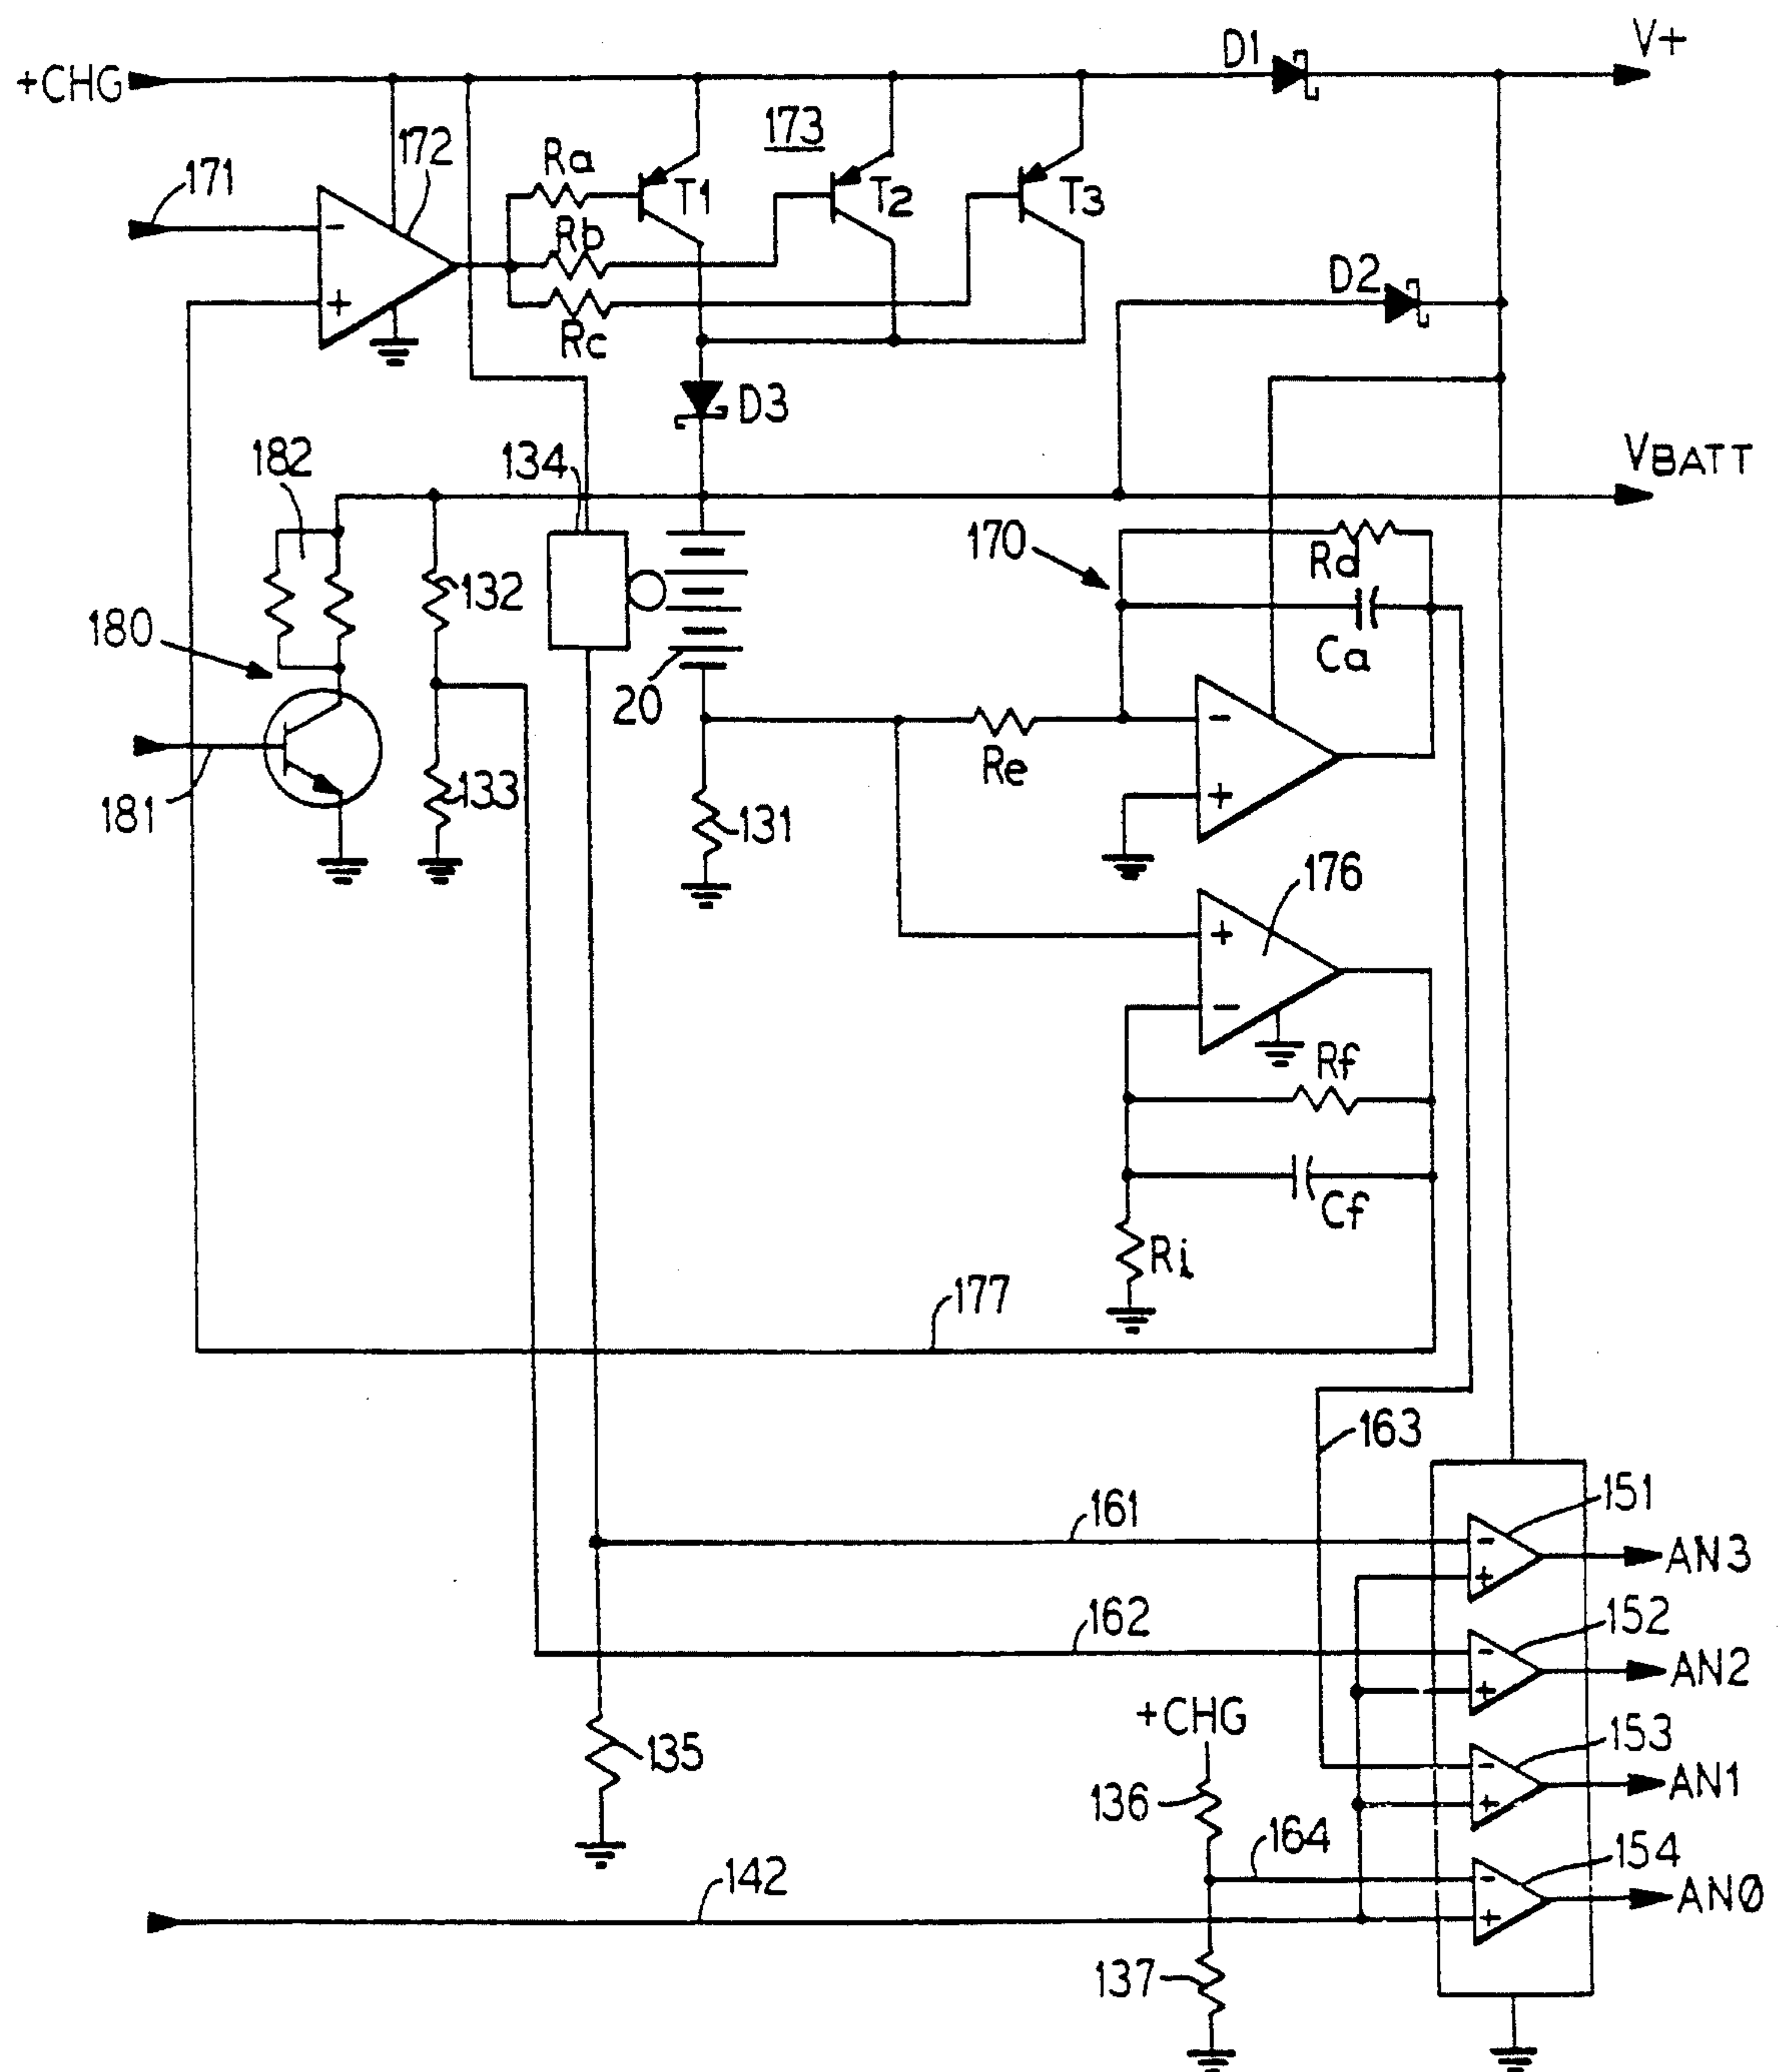 D1
V+
+CHG
172
173
Ra
171
T1
T2
T3
-
Rb
D2
+
Rc
D3
182
134
VBATT
170
Rd
132
180
Ca
20
-
Re
181
133
131
+
176
+
-
Rf
Cf
Ri
177
163
151
161
-
AN3
+
152
162
-
AN2
+
+CHG
153
135
-
AN1
136
+
164
154
142
-
AN0
+
137